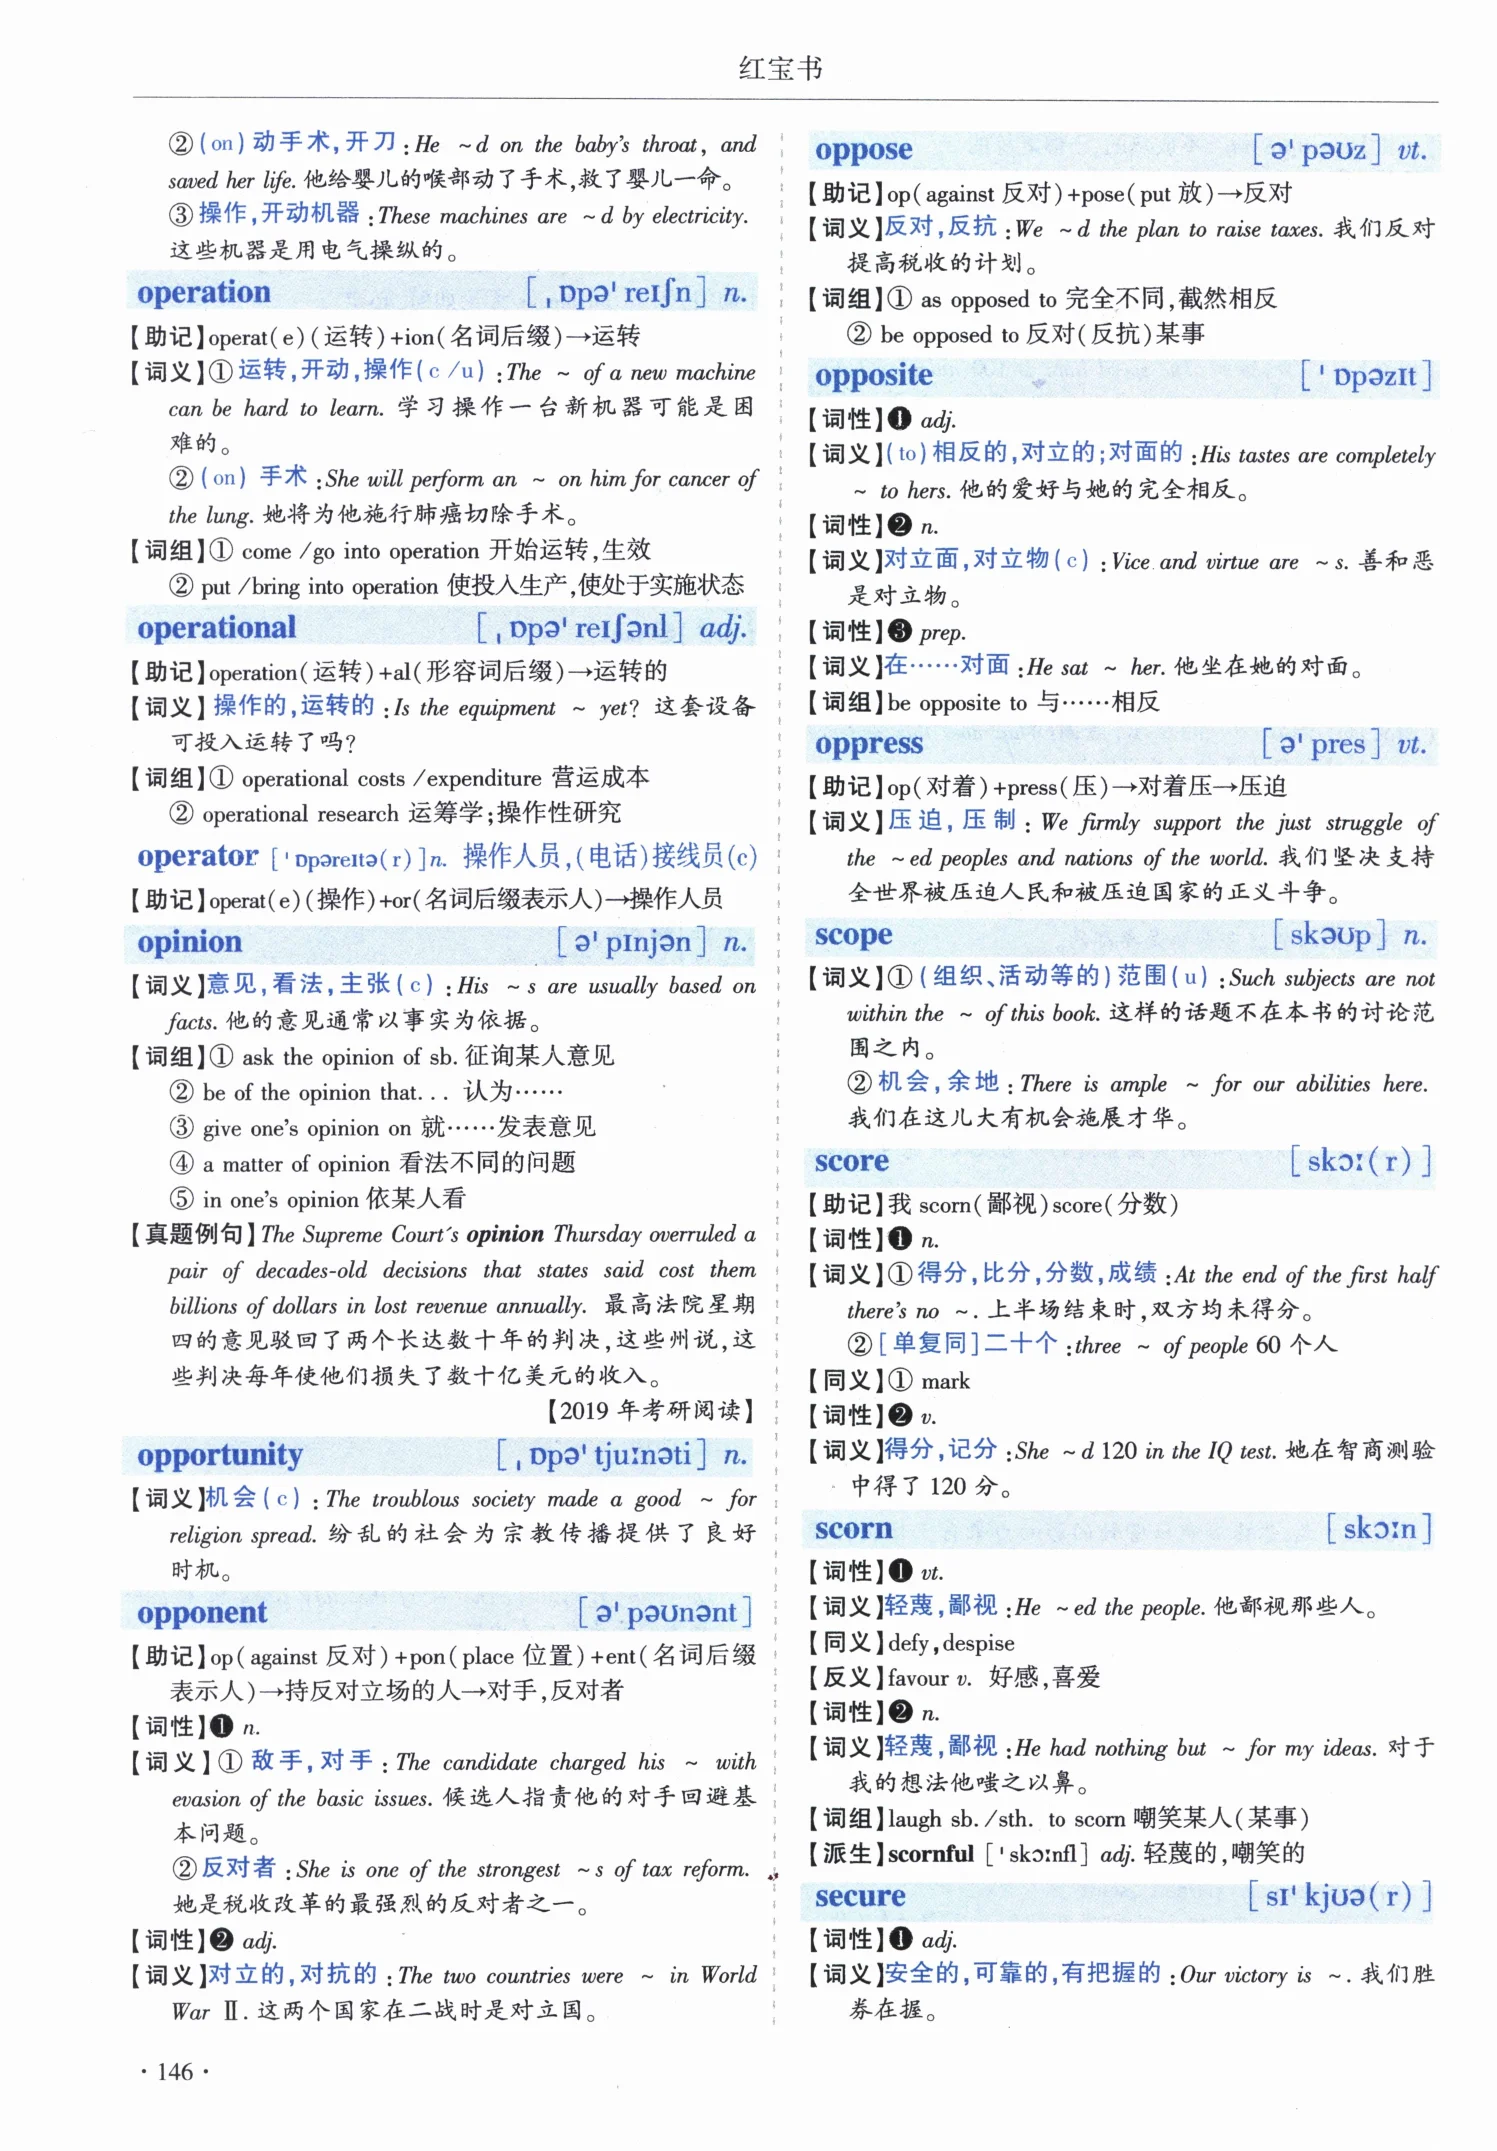 红宝书
②(on)动手术,开刀:He ~d on the baby's throat, and
saved her life. 他给婴儿的喉部动了手术,救了婴儿一命。
③操作,开动机器:These machines are ~d by electricity.
这些机器是用电气操纵的。
operation [ˌɒpə'reɪʃn] n.
【助记】operat(e)(运转)+ion(名词后缀)→运转
【词义】①运转,开动,操作(c/u):The ~ of a new machine
can be hard to learn. 学习操作一台新机器可能是困
难的。
②(on) 手术:She will perform an ~ on him for cancer of
the lung. 她将为他施行肺癌切除手术。
【词组】① come/go into operation 开始运转,生效
② put/bring into operation 使投入生产,使处于实施状态
operational [ˌɒpə'reɪʃənl] adj.
【助记】operation(运转)+al(形容词后缀)→运转的
【词义】操作的,运转的:Is the equipment ~ yet? 这套设备
可投入运转了吗?
【词组】① operational costs/expenditure 营运成本
② operational research 运筹学;操作性研究
operator ['ɒpəreɪtə(r)]n. 操作人员,(电话)接线员(c)
【助记】operat(e)(操作)+or(名词后缀表示人)→操作人员
opinion [ə'pɪnjən] n.
【词义】意见,看法,主张(c):His ~s are usually based on
facts. 他的意见通常以事实为依据。
【词组】① ask the opinion of sb. 征询某人意见
② be of the opinion that... 认为……
③ give one's opinion on 就……发表意见
④ a matter of opinion 看法不同的问题
⑤ in one's opinion 依某人看
【真题例句】The Supreme Court's opinion Thursday overruled a
pair of decades-old decisions that states said cost them
billions of dollars in lost revenue annually. 最高法院星期
四的意见驳回了两个长达数十年的判决,这些州说,这
些判决每年使他们损失了数十亿美元的收入。
【2019 年考研阅读】
opportunity [ˌɒpə'tjuːnəti] n.
【词义】机会(c):The troublous society made a good ~ for
religion spread. 纷乱的社会为宗教传播提供了良好
时机。
opponent [ə'pəʊnənt]
【助记】op(against 反对)+pon(place 位置)+ent(名词后缀
表示人)→持反对立场的人→对手,反对者
【词性】❶ n.
【词义】①敌手,对手:The candidate charged his ~ with
evasion of the basic issues. 候选人指责他的对手回避基
本问题。
②反对者:She is one of the strongest ~s of tax reform.
她是税收改革的最强烈的反对者之一。
【词性】❷ adj.
【词义】对立的,对抗的:The two countries were ~ in World
War Ⅱ. 这两个国家在二战时是对立国。
oppose [ə'pəʊz] vt.
【助记】op(against 反对)+pose(put 放)→反对
【词义】反对,反抗:We ~d the plan to raise taxes. 我们反对
提高税收的计划。
【词组】① as opposed to 完全不同,截然相反
② be opposed to 反对(反抗)某事
opposite ['ɒpəzɪt]
【词性】❶ adj.
【词义】(to)相反的,对立的;对面的:His tastes are completely
~ to hers. 他的爱好与她的完全相反。
【词性】❷ n.
【词义】对立面,对立物(c):Vice and virtue are ~s. 善和恶
是对立物。
【词性】❸ prep.
【词义】在……对面:He sat ~ her. 他坐在她的对面。
【词组】be opposite to 与……相反
oppress [ə'pres] vt.
【助记】op(对着)+press(压)→对着压→压迫
【词义】压迫,压制:We firmly support the just struggle of
the ~ed peoples and nations of the world. 我们坚决支持
全世界被压迫人民和被压迫国家的正义斗争。
scope [skəʊp] n.
【词义】①(组织、活动等的)范围(u):Such subjects are not
within the ~ of this book. 这样的话题不在本书的讨论范
围之内。
②机会,余地:There is ample ~ for our abilities here.
我们在这儿大有机会施展才华。
score [skɔː(r)]
【助记】我 scorn(鄙视)score(分数)
【词性】❶ n.
【词义】①得分,比分,分数,成绩:At the end of the first half
there's no ~. 上半场结束时,双方均未得分。
②[单复同]二十个:three ~ of people 60 个人
【同义】① mark
【词性】❷ v.
【词义】得分,记分:She ~d 120 in the IQ test. 她在智商测验
中得了 120 分。
scorn [skɔːn]
【词性】❶ vt.
【词义】轻蔑,鄙视:He ~ed the people. 他鄙视那些人。
【同义】defy,despise
【反义】favour v. 好感,喜爱
【词性】❷ n.
【词义】轻蔑,鄙视:He had nothing but ~ for my ideas. 对于
我的想法他嗤之以鼻。
【词组】laugh sb./sth. to scorn 嘲笑某人(某事)
【派生】scornful ['skɔːnfl] adj. 轻蔑的,嘲笑的
secure [sɪ'kjʊə(r)]
【词性】❶ adj.
【词义】安全的,可靠的,有把握的:Our victory is ~. 我们胜
券在握。
·146·